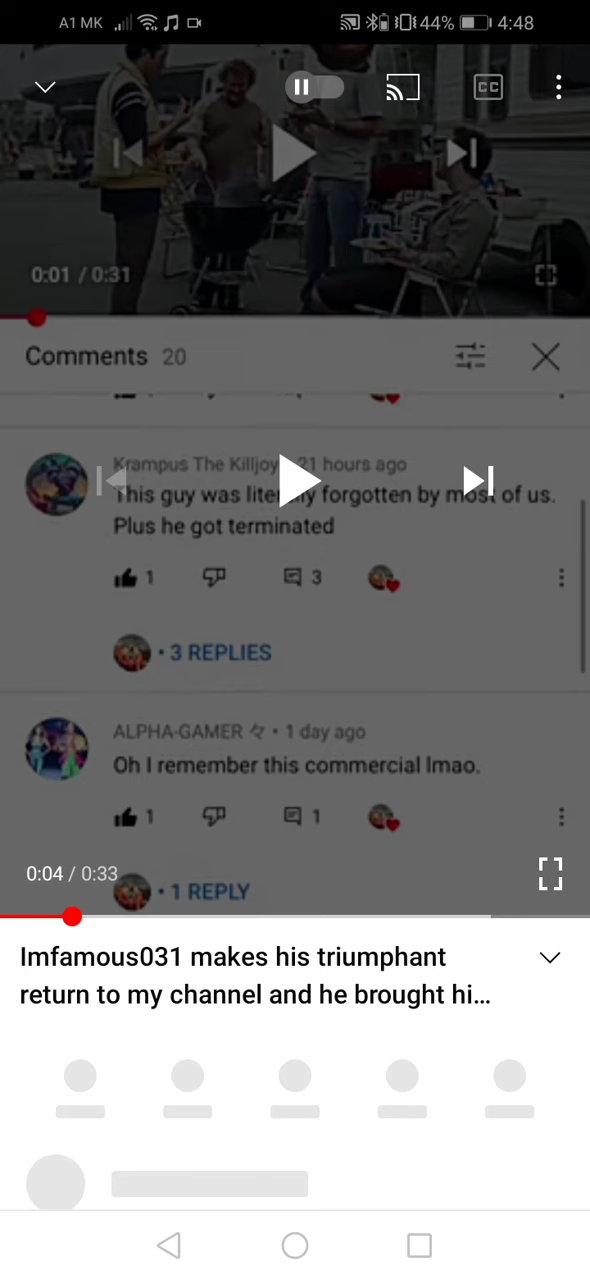 A1 MK 44% 4:48
CC
0:01 / 0:31
Comments 20
Krampus The Killjoy 21 hours ago
This guy was literally forgotten by most of us.
Plus he got terminated
1 3
• 3 REPLIES
ALPHA-GAMER 々 • 1 day ago
Oh I remember this commercial lmao.
1 1
0:04 / 0:33
• 1 REPLY
Imfamous031 makes his triumphant
return to my channel and he brought hi...